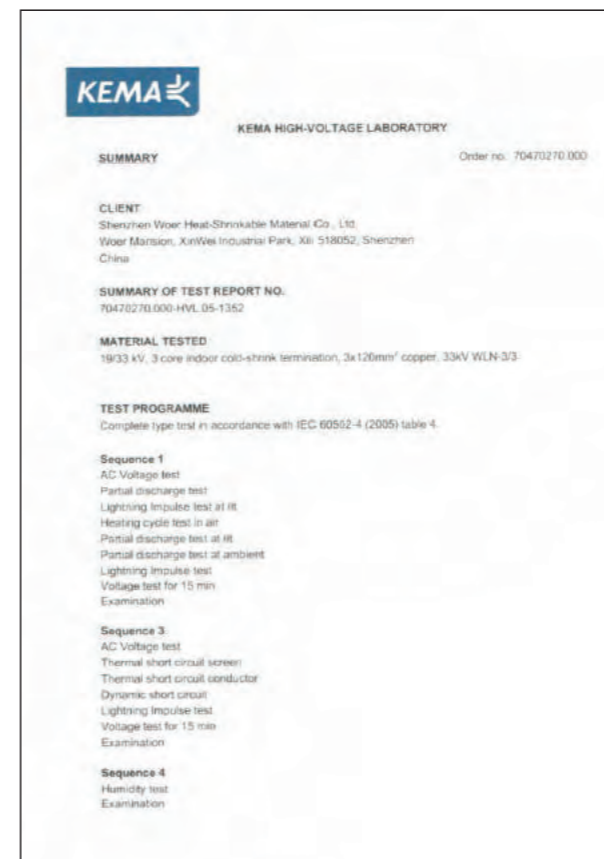 KEMA
KEMA HIGH-VOLTAGE LABORATORY
SUMMARY Order no. 70470270.000
CLIENT
Shenzhen Woer Heat-Shrinkable Material Co., Ltd.
Woer Mansion, XinWei Industrial Park, Xili 518052, Shenzhen
China
SUMMARY OF TEST REPORT NO.
70470270.000-HVL 05-1352
MATERIAL TESTED
19/33 kV, 3 core indoor cold-shrink termination, 3x120mm² copper, 33kV WLN-3/3
TEST PROGRAMME
Complete type test in accordance with IEC 60502-4 (2005) table 4.
Sequence 1
AC Voltage test
Partial discharge test
Lightning Impulse test at θt
Heating cycle test in air
Partial discharge test at θt
Partial discharge test at ambient
Lightning Impulse test
Voltage test for 15 min
Examination
Sequence 3
AC Voltage test
Thermal short circuit screen
Thermal short circuit conductor
Dynamic short circuit
Lightning Impulse test
Voltage test for 15 min
Examination
Sequence 4
Humidity test
Examination